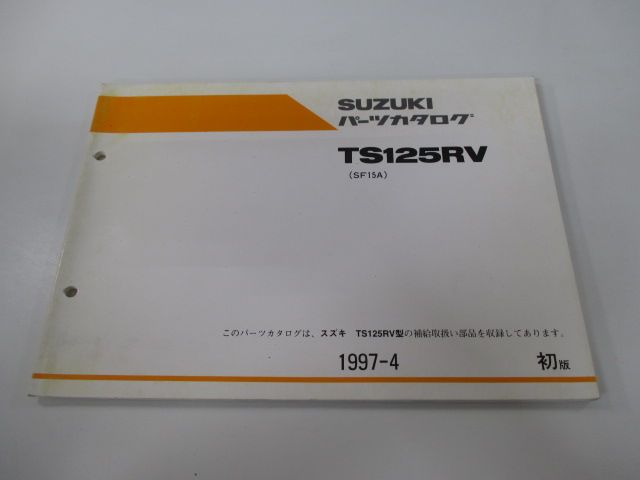 SUZUKI
パーツカタログ
TS125RV
(SF15A)
このパーツカタログは、スズキ TS125RV型の補給取扱い部品を収録してあります。
1997-4 初版